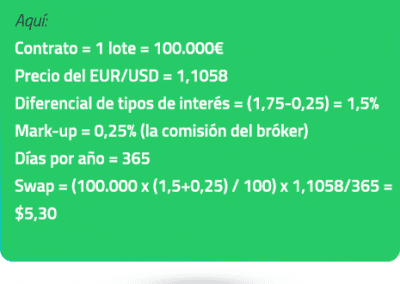 Aquí:
Contrato = 1 lote = 100.000€
Precio del EUR/USD = 1,1058
Diferencial de tipos de interés = (1,75-0,25) = 1,5%
Mark-up = 0,25% (la comisión del bróker)
Días por año = 365
Swap = (100.000 x (1,5+0,25) / 100) x 1,1058/365 =
$5,30